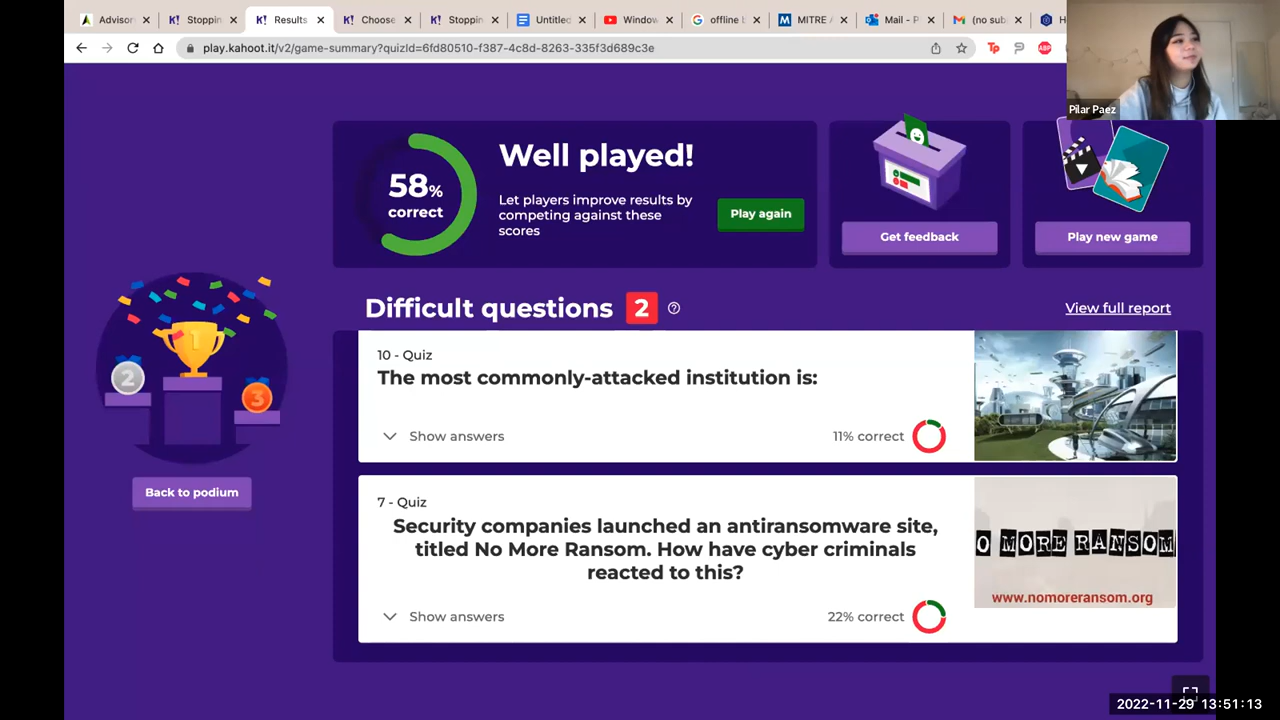 Advisor
Stoppin
Results
Choose
Stoppin
Untitled
Window
offline b
MITRE A
Mail - P
(no sub
H
play.kahoot.it/v2/game-summary?quizId=6fd80510-f387-4c8d-8263-335f3d689c3e
Tp
ABP
Pilar Paez
58%
correct
Well played!
Let players improve results by
competing against these
scores
Play again
Get feedback
Play new game
Difficult questions 2
View full report
1
2
3
Back to podium
10 - Quiz
The most commonly-attacked institution is:
Show answers
11% correct
7 - Quiz
Security companies launched an antiransomware site,
titled No More Ransom. How have cyber criminals
reacted to this?
Show answers
22% correct
O MORE RANSOM
www.nomoreransom.org
2022-11-29 13:51:13